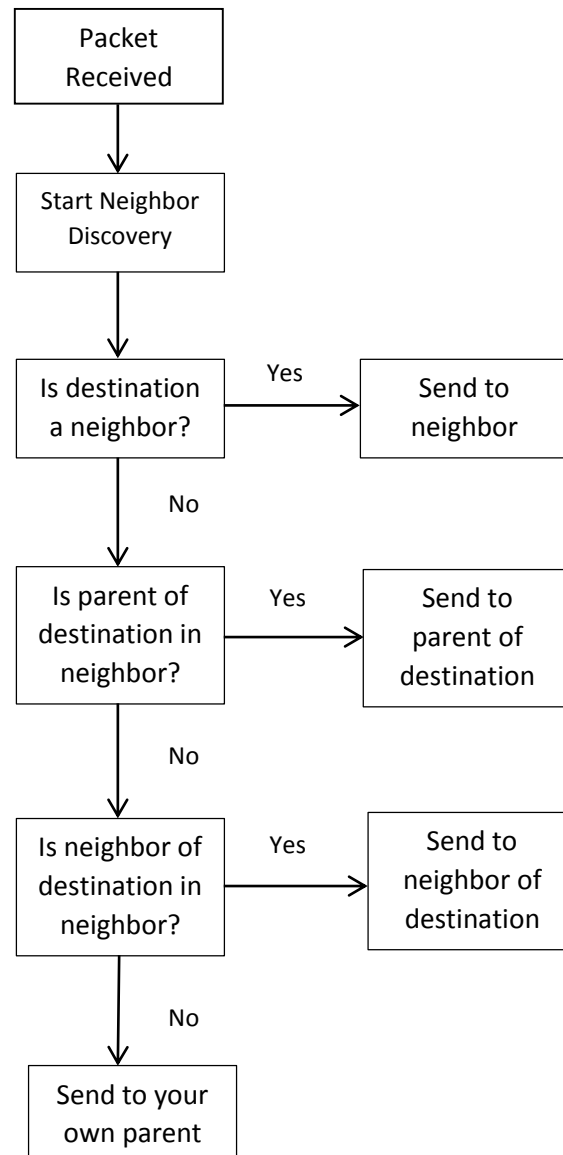 Packet
Received
Start Neighbor
Discovery
Is destination
a neighbor?
Yes
Send to
neighbor
No
Is parent of
destination in
neighbor?
Yes
Send to
parent of
destination
No
Is neighbor of
destination in
neighbor?
Yes
Send to
neighbor of
destination
No
Send to your
own parent